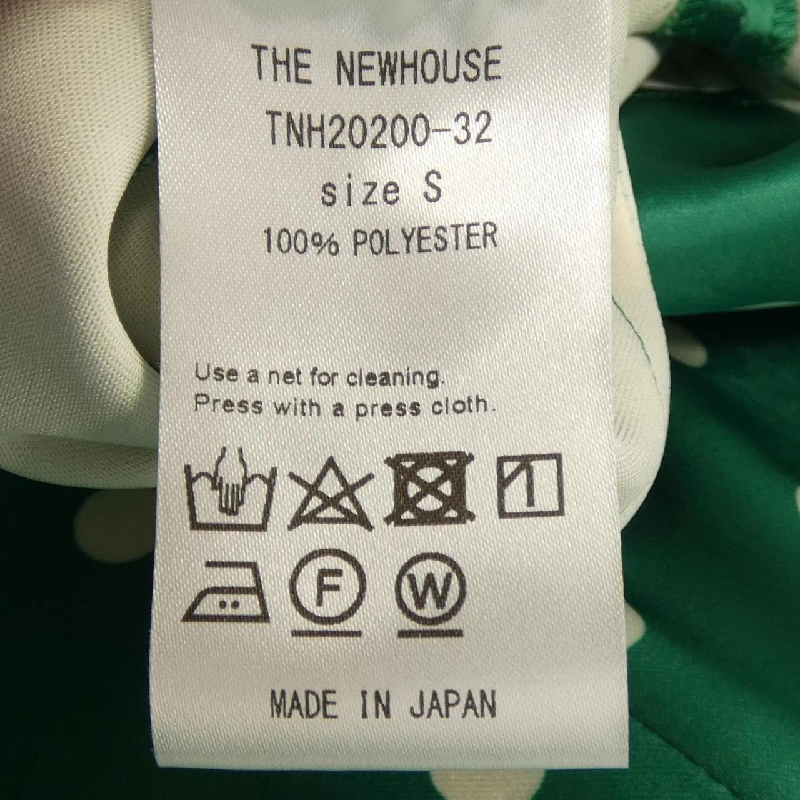 THE NEWHOUSE
TNH20200-32
size S
100% POLYESTER
Use a net for cleaning.
Press with a press cloth.
F W
MADE IN JAPAN